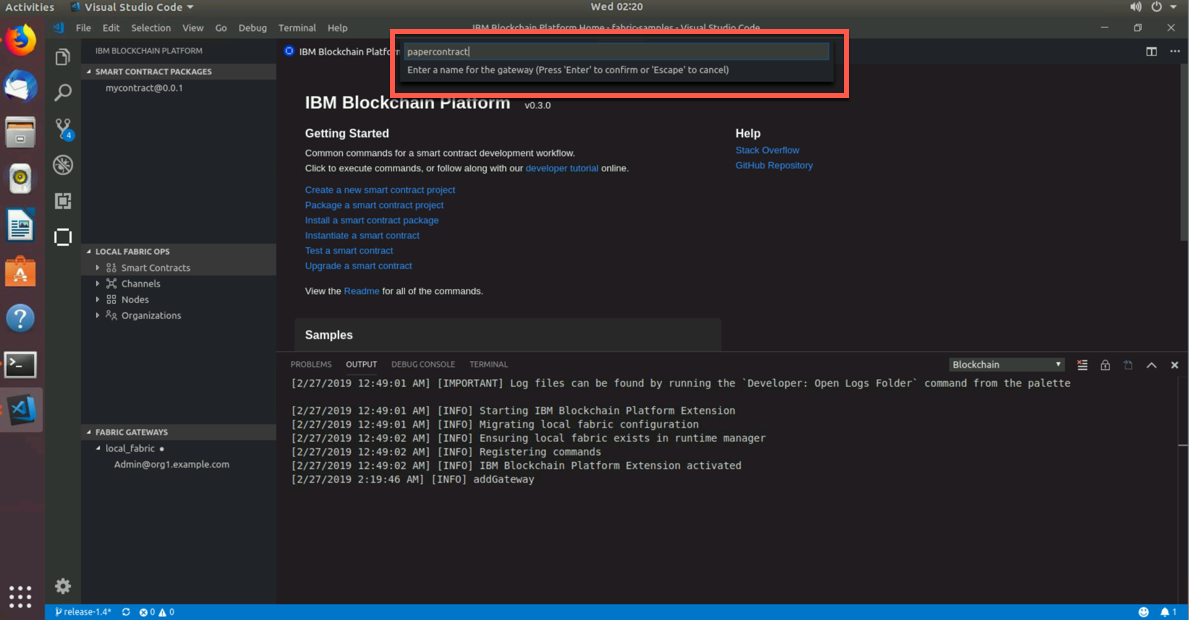 Activities
Visual Studio Code
Wed 02:20
File Edit Selection View Go Debug Terminal Help
IBM Blockchain Platform Home - fabric-samples - Visual Studio Code
IBM BLOCKCHAIN PLATFORM
SMART CONTRACT PACKAGES
mycontract@0.0.1
LOCAL FABRIC OPS
Smart Contracts
Channels
Nodes
Organizations
FABRIC GATEWAYS
local_fabric
Admin@org1.example.com
IBM Blockchain Platform
papercontract
Enter a name for the gateway (Press 'Enter' to confirm or 'Escape' to cancel)
IBM Blockchain Platform v0.3.0
Getting Started
Common commands for a smart contract development workflow.
Click to execute commands, or follow along with our developer tutorial online.
Create a new smart contract project
Package a smart contract project
Install a smart contract package
Instantiate a smart contract
Test a smart contract
Upgrade a smart contract
View the Readme for all of the commands.
Help
Stack Overflow
GitHub Repository
Samples
PROBLEMS OUTPUT DEBUG CONSOLE TERMINAL
Blockchain
[2/27/2019 12:49:01 AM] [IMPORTANT] Log files can be found by running the `Developer: Open Logs Folder` command from the palette
[2/27/2019 12:49:01 AM] [INFO] Starting IBM Blockchain Platform Extension
[2/27/2019 12:49:01 AM] [INFO] Migrating local fabric configuration
[2/27/2019 12:49:02 AM] [INFO] Ensuring local fabric exists in runtime manager
[2/27/2019 12:49:02 AM] [INFO] Registering commands
[2/27/2019 12:49:02 AM] [INFO] IBM Blockchain Platform Extension activated
[2/27/2019 2:19:46 AM] [INFO] addGateway
4
release-1.4* 0 0
1